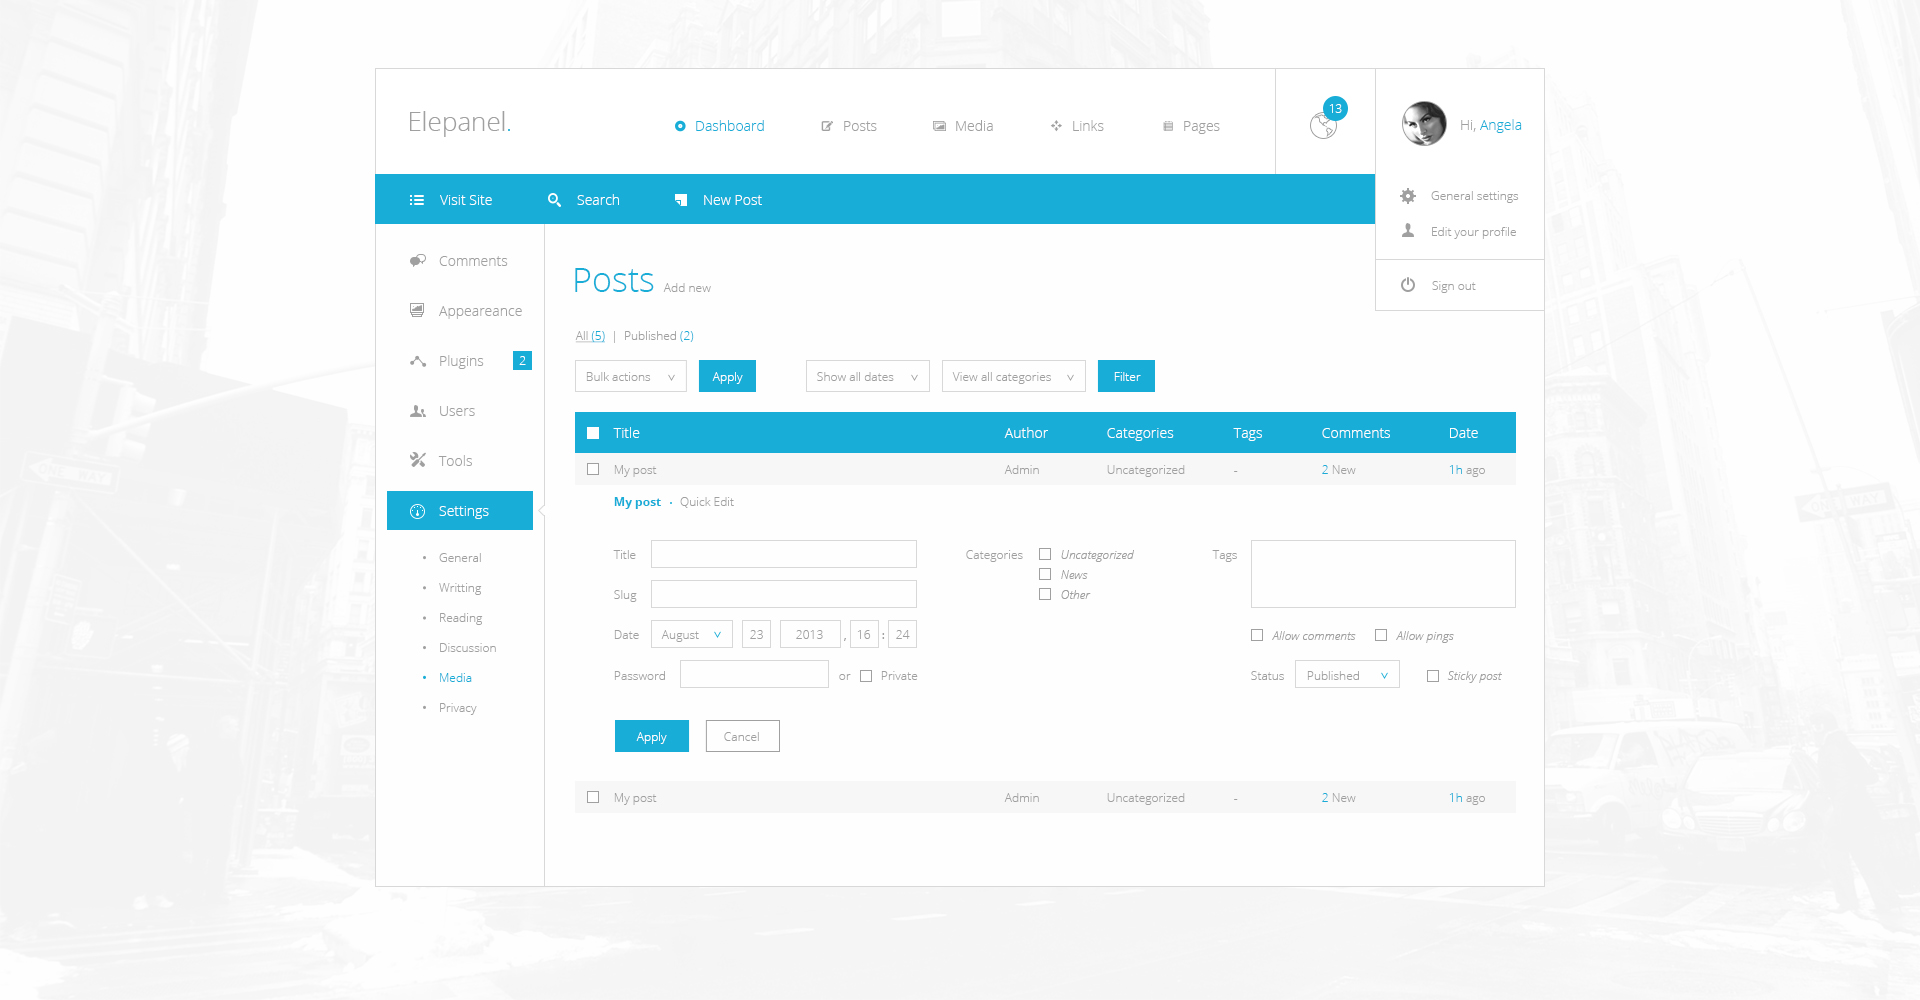 Elepanel.
Dashboard
Posts
Media
Links
Pages
13
Hi, Angela
Visit Site
Search
New Post
General settings
Edit your profile
Sign out
Comments
Appeareance
Plugins 2
Users
Tools
Settings
General
Writting
Reading
Discussion
Media
Privacy
Posts Add new
All (5) | Published (2)
Bulk actions v Apply Show all dates v View all categories v Filter
Title Author Categories Tags Comments Date
My post Admin Uncategorized - 2 New 1h ago
My post · Quick Edit
Title
Slug
Date August v 23 2013 , 16 : 24
Password or Private
Categories Uncategorized
News
Other
Tags
Allow comments Allow pings
Status Published v Sticky post
Apply Cancel
My post Admin Uncategorized - 2 New 1h ago
ONE WAY
ONE WAY